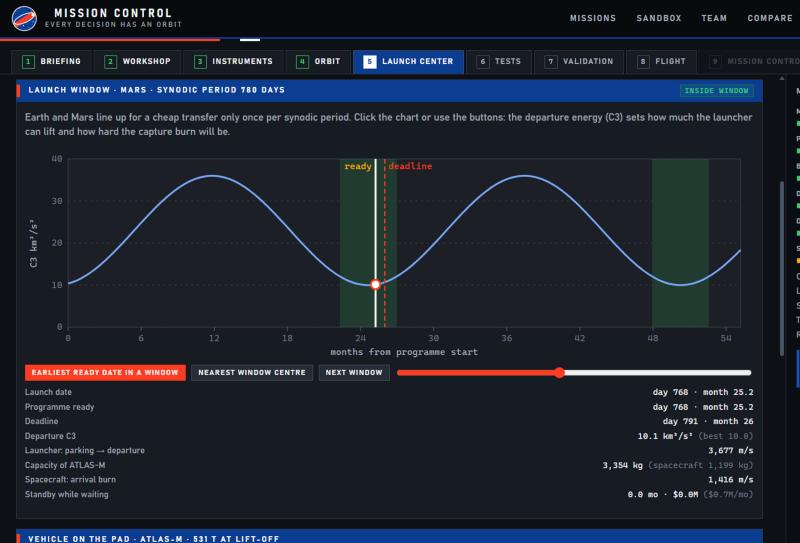 MISSION CONTROL
EVERY DECISION HAS AN ORBIT
MISSIONS SANDBOX TEAM COMPARE
1 BRIEFING 2 WORKSHOP 3 INSTRUMENTS 4 ORBIT 5 LAUNCH CENTER 6 TESTS 7 VALIDATION 8 FLIGHT 9 MISSION CONTRO
LAUNCH WINDOW · MARS · SYNODIC PERIOD 780 DAYS INSIDE WINDOW
Earth and Mars line up for a cheap transfer only once per synodic period. Click the chart or use the buttons: the departure energy (C3) sets how much the launcher
can lift and how hard the capture burn will be.
C3 km²/s²
40
30
20
10
0
ready deadline
0 6 12 18 24 30 36 42 48 54
months from programme start
EARLIEST READY DATE IN A WINDOW NEAREST WINDOW CENTRE NEXT WINDOW
Launch date day 768 · month 25.2
Programme ready day 768 · month 25.2
Deadline day 791 · month 26
Departure C3 10.1 km²/s² (best 10.0)
Launcher: parking → departure 3,677 m/s
Capacity of ATLAS-M 3,354 kg (spacecraft 1,199 kg)
Spacecraft: arrival burn 1,416 m/s
Standby while waiting 0.0 mo · $0.0M ($0.7M/mo)
VEHICLE ON THE PAD · ATLAS-M · 531 T AT LIFT-OFF